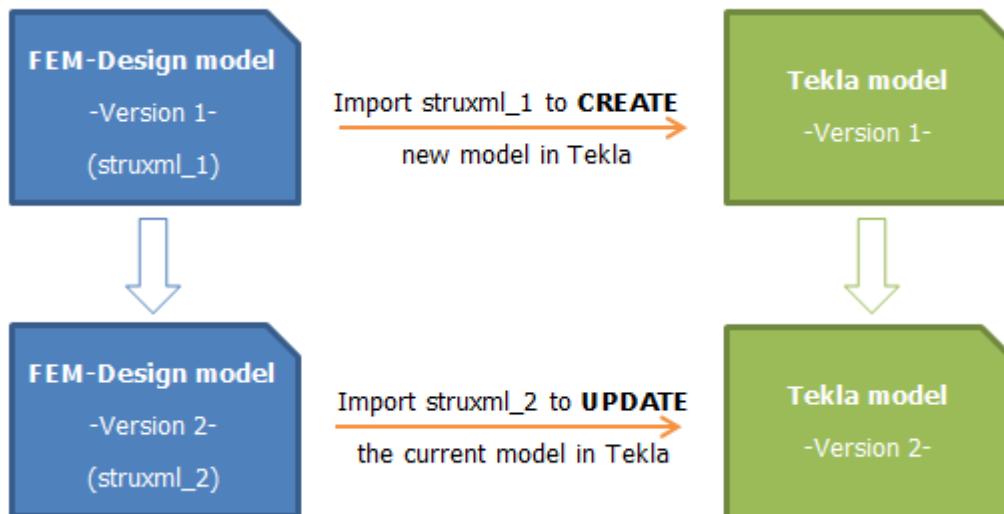 FEM-Design model
-Version 1-
(struxml_1)
Import struxml_1 to CREATE
new model in Tekla
Tekla model
-Version 1-
FEM-Design model
-Version 2-
(struxml_2)
Import struxml_2 to UPDATE
the current model in Tekla
Tekla model
-Version 2-